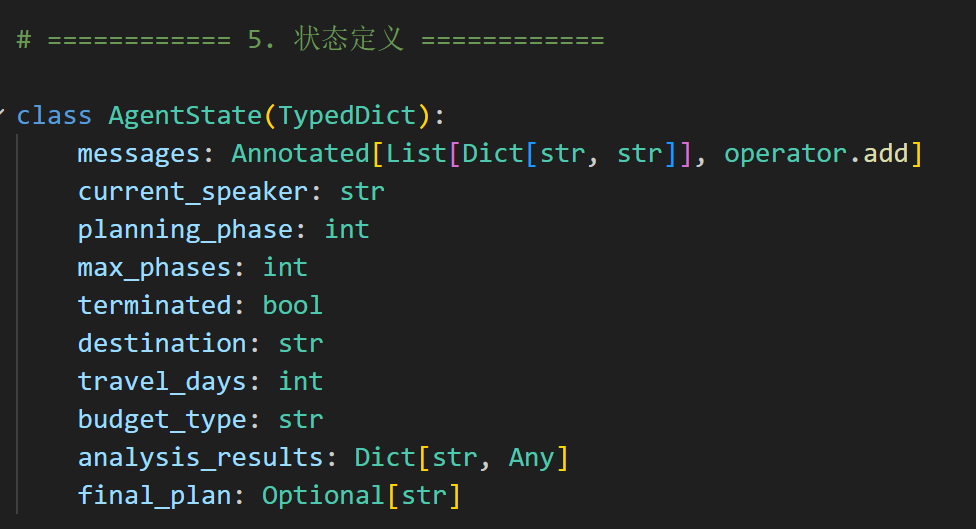 # ============ 5. 状态定义 ============
class AgentState(TypedDict):
messages: Annotated[List[Dict[str, str]], operator.add]
current_speaker: str
planning_phase: int
max_phases: int
terminated: bool
destination: str
travel_days: int
budget_type: str
analysis_results: Dict[str, Any]
final_plan: Optional[str]